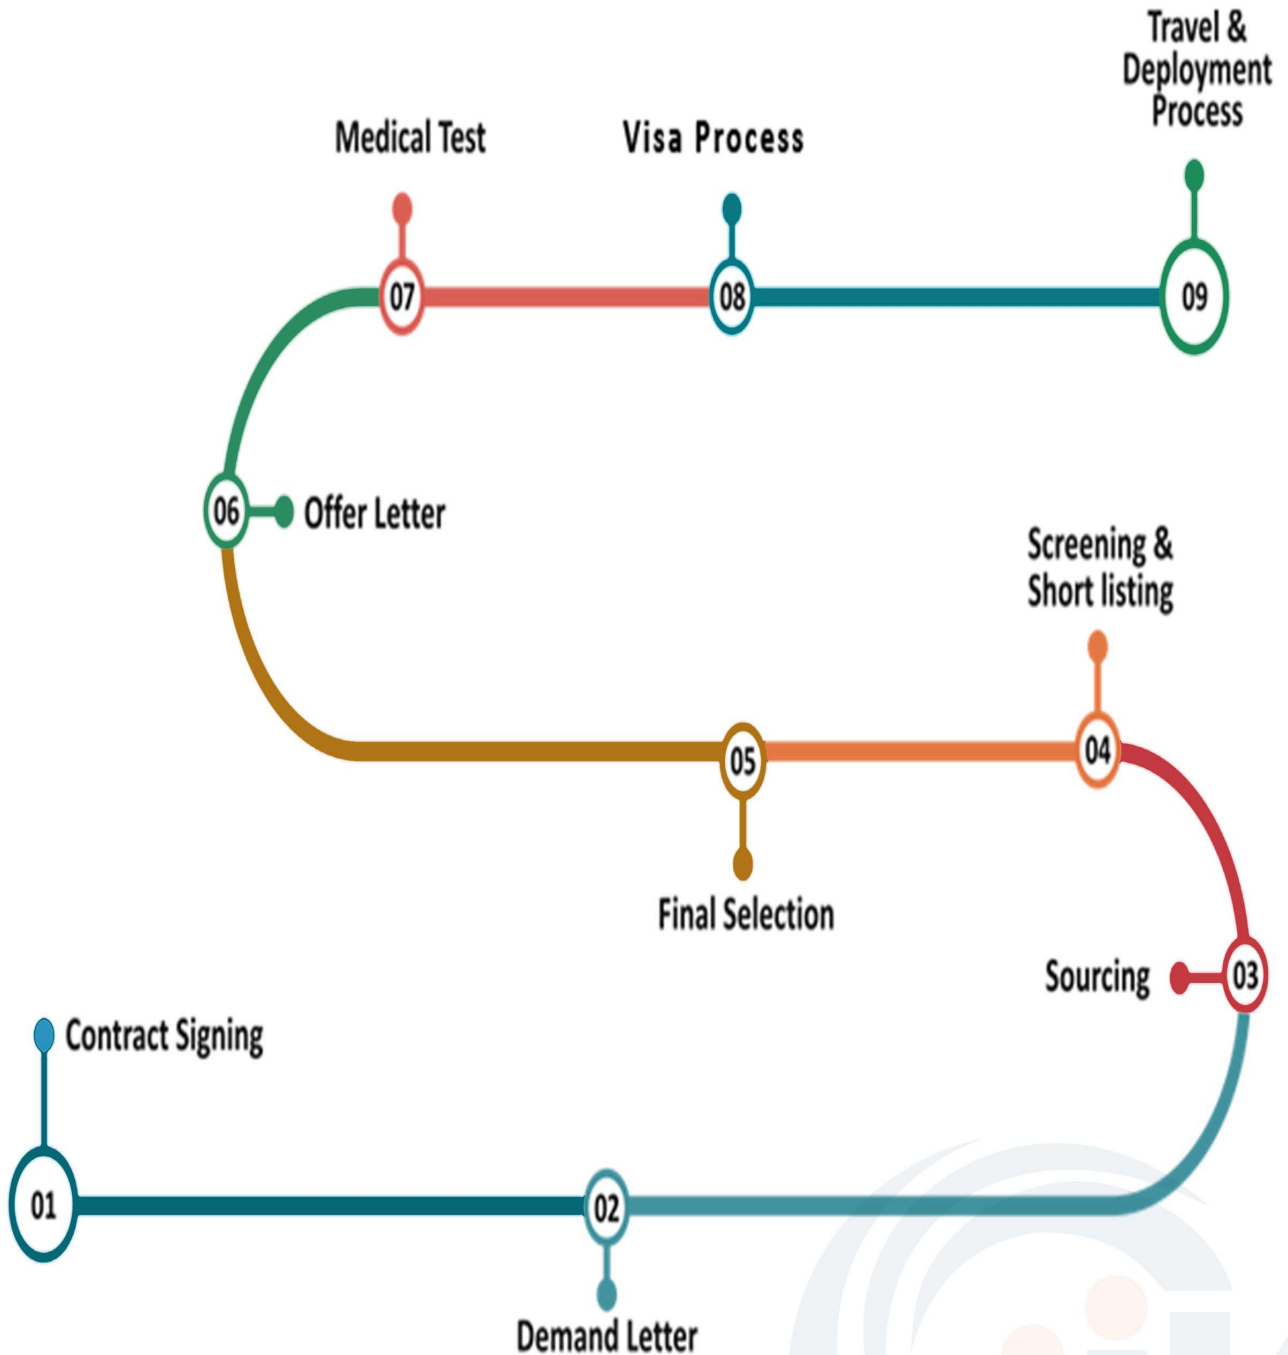 Travel &
Deployment
Process
Medical Test
Visa Process
07
08
09
06
Offer Letter
Screening &
Short listing
04
05
Final Selection
Sourcing
03
Contract Signing
01
02
Demand Letter